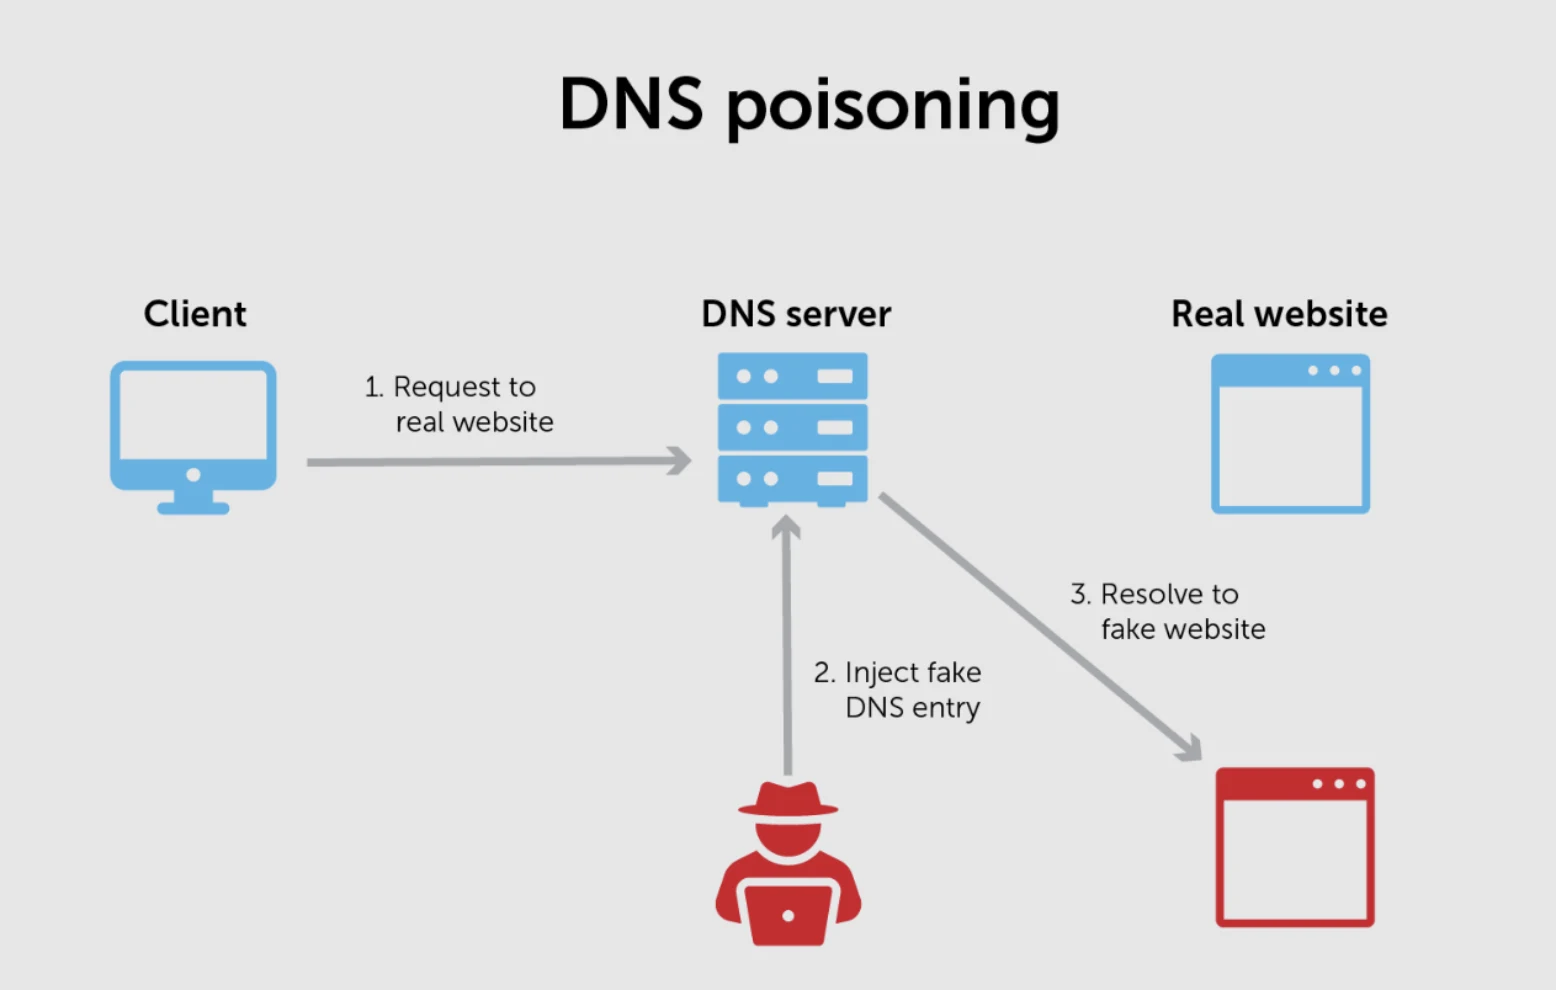 DNS poisoning
Client
DNS server
Real website
1. Request to
real website
3. Resolve to
fake website
2. Inject fake
DNS entry